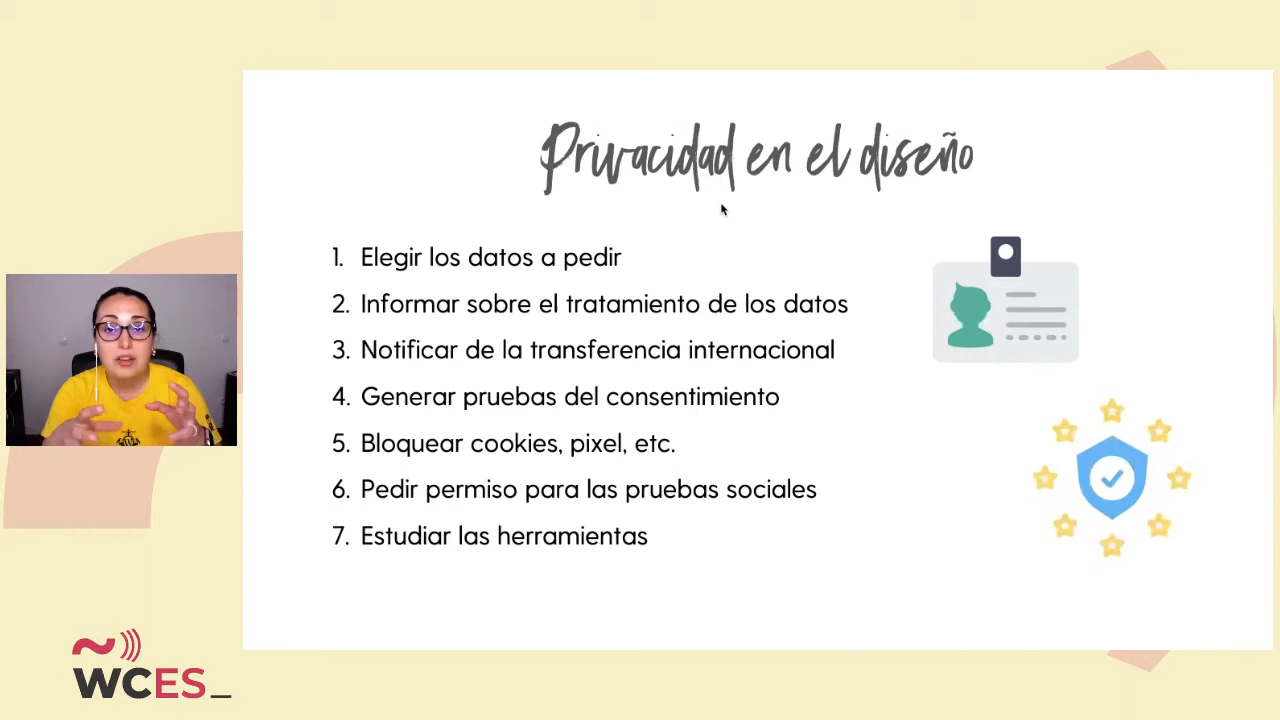 Privacidad en el diseño
1. Elegir los datos a pedir
2. Informar sobre el tratamiento de los datos
3. Notificar de la transferencia internacional
4. Generar pruebas del consentimiento
5. Bloquear cookies, pixel, etc.
6. Pedir permiso para las pruebas sociales
7. Estudiar las herramientas
WCES_